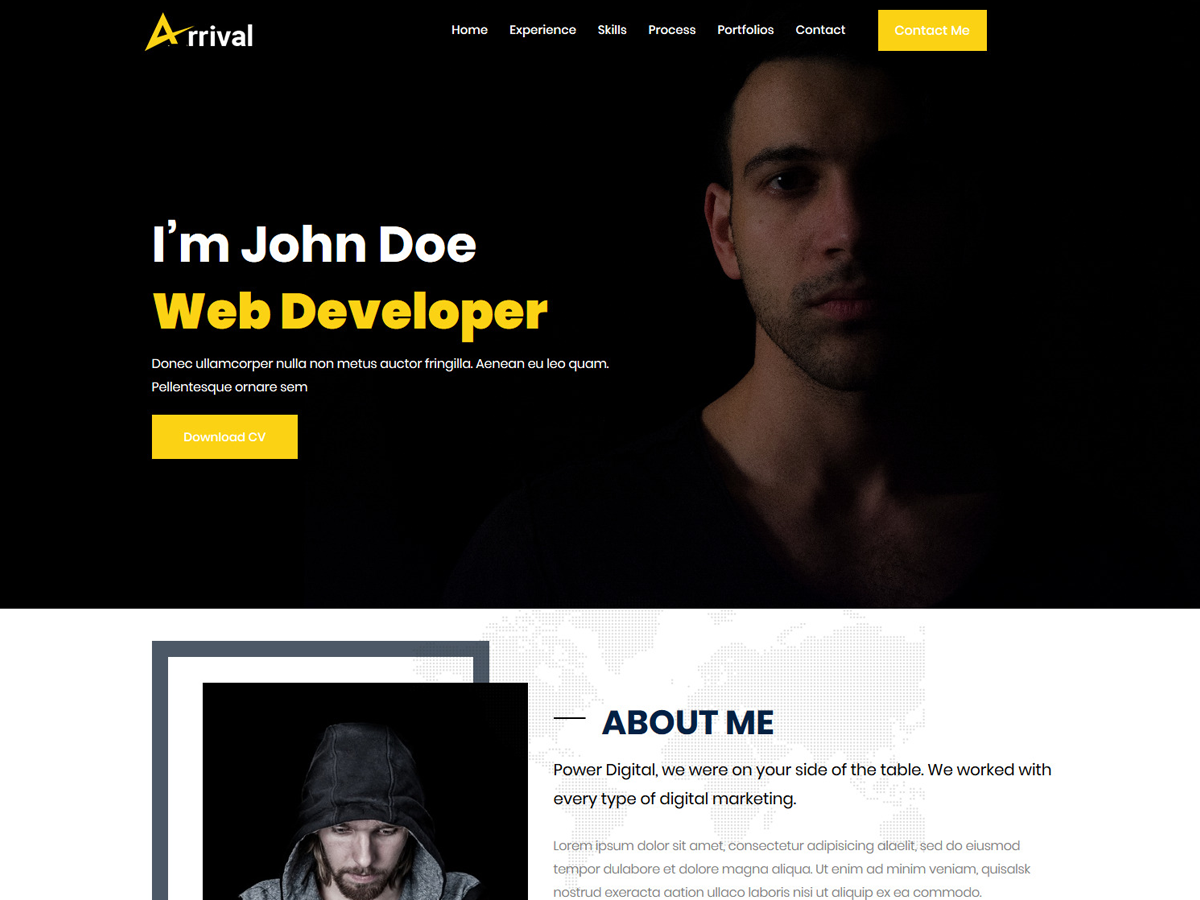 Arrival
Home Experience Skills Process Portfolios Contact Contact Me
I’m John Doe
Web Developer
Donec ullamcorper nulla non metus auctor fringilla. Aenean eu leo quam.
Pellentesque ornare sem
Download CV
ABOUT ME
Power Digital, we were on your side of the table. We worked with
every type of digital marketing.
Lorem ipsum dolor sit amet, consectetur adipisicing alaelit, sed do eiusmod
tempor dulabore et dolore magna aliqua. Ut enim ad minim veniam, quisalsk
nostrud exeracta aation ullaco laboris nisi ut aliquip ex ea commodo.